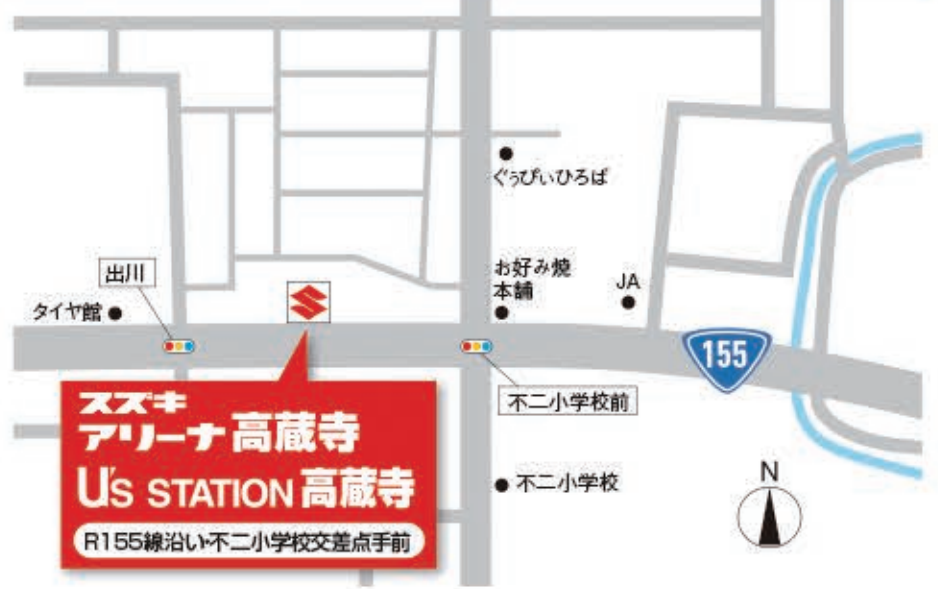 ぐぅぴぃひろば
出川
お好み焼
本舗
JA
タイヤ館
155
不二小学校前
スズキ
アリーナ高蔵寺
U's STATION 高蔵寺
R155線沿い・不二小学校交差点手前
不二小学校
N